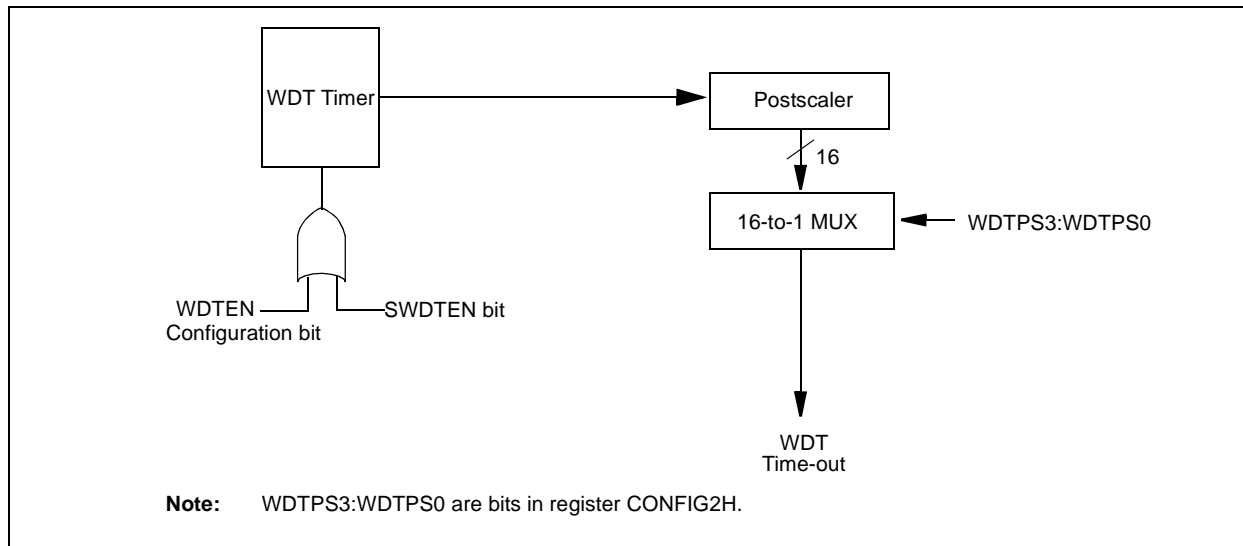 WDT Timer
Postscaler
16
16-to-1 MUX
WDTPS3:WDTPS0
WDTEN
Configuration bit
SWDTEN bit
WDT
Time-out
Note: WDTPS3:WDTPS0 are bits in register CONFIG2H.